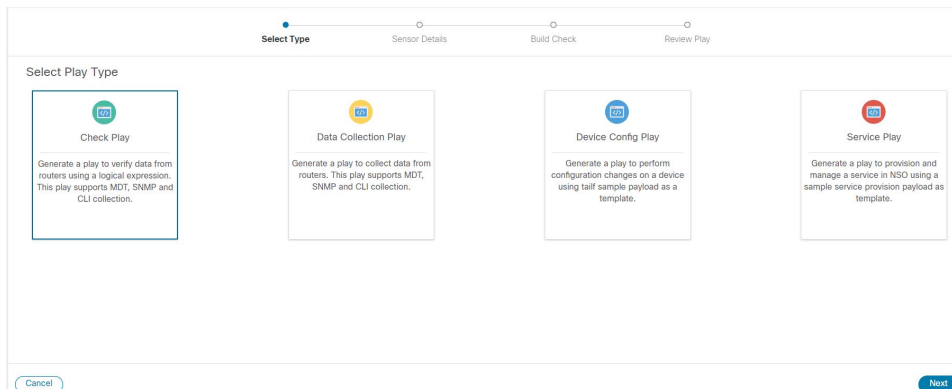 Select Type
Sensor Details
Build Check
Review Play
Select Play Type
Check Play
Generate a play to verify data from
routers using a logical expression.
This play supports MDT, SNMP and
CLI collection.
Data Collection Play
Generate a play to collect data from
routers. This play supports MDT,
SNMP and CLI collection.
Device Config Play
Generate a play to perform
configuration changes on a device
using tailf sample payload as a
template.
Service Play
Generate a play to provision and
manage a service in NSO using a
sample service provision payload as
template.
Cancel
Next